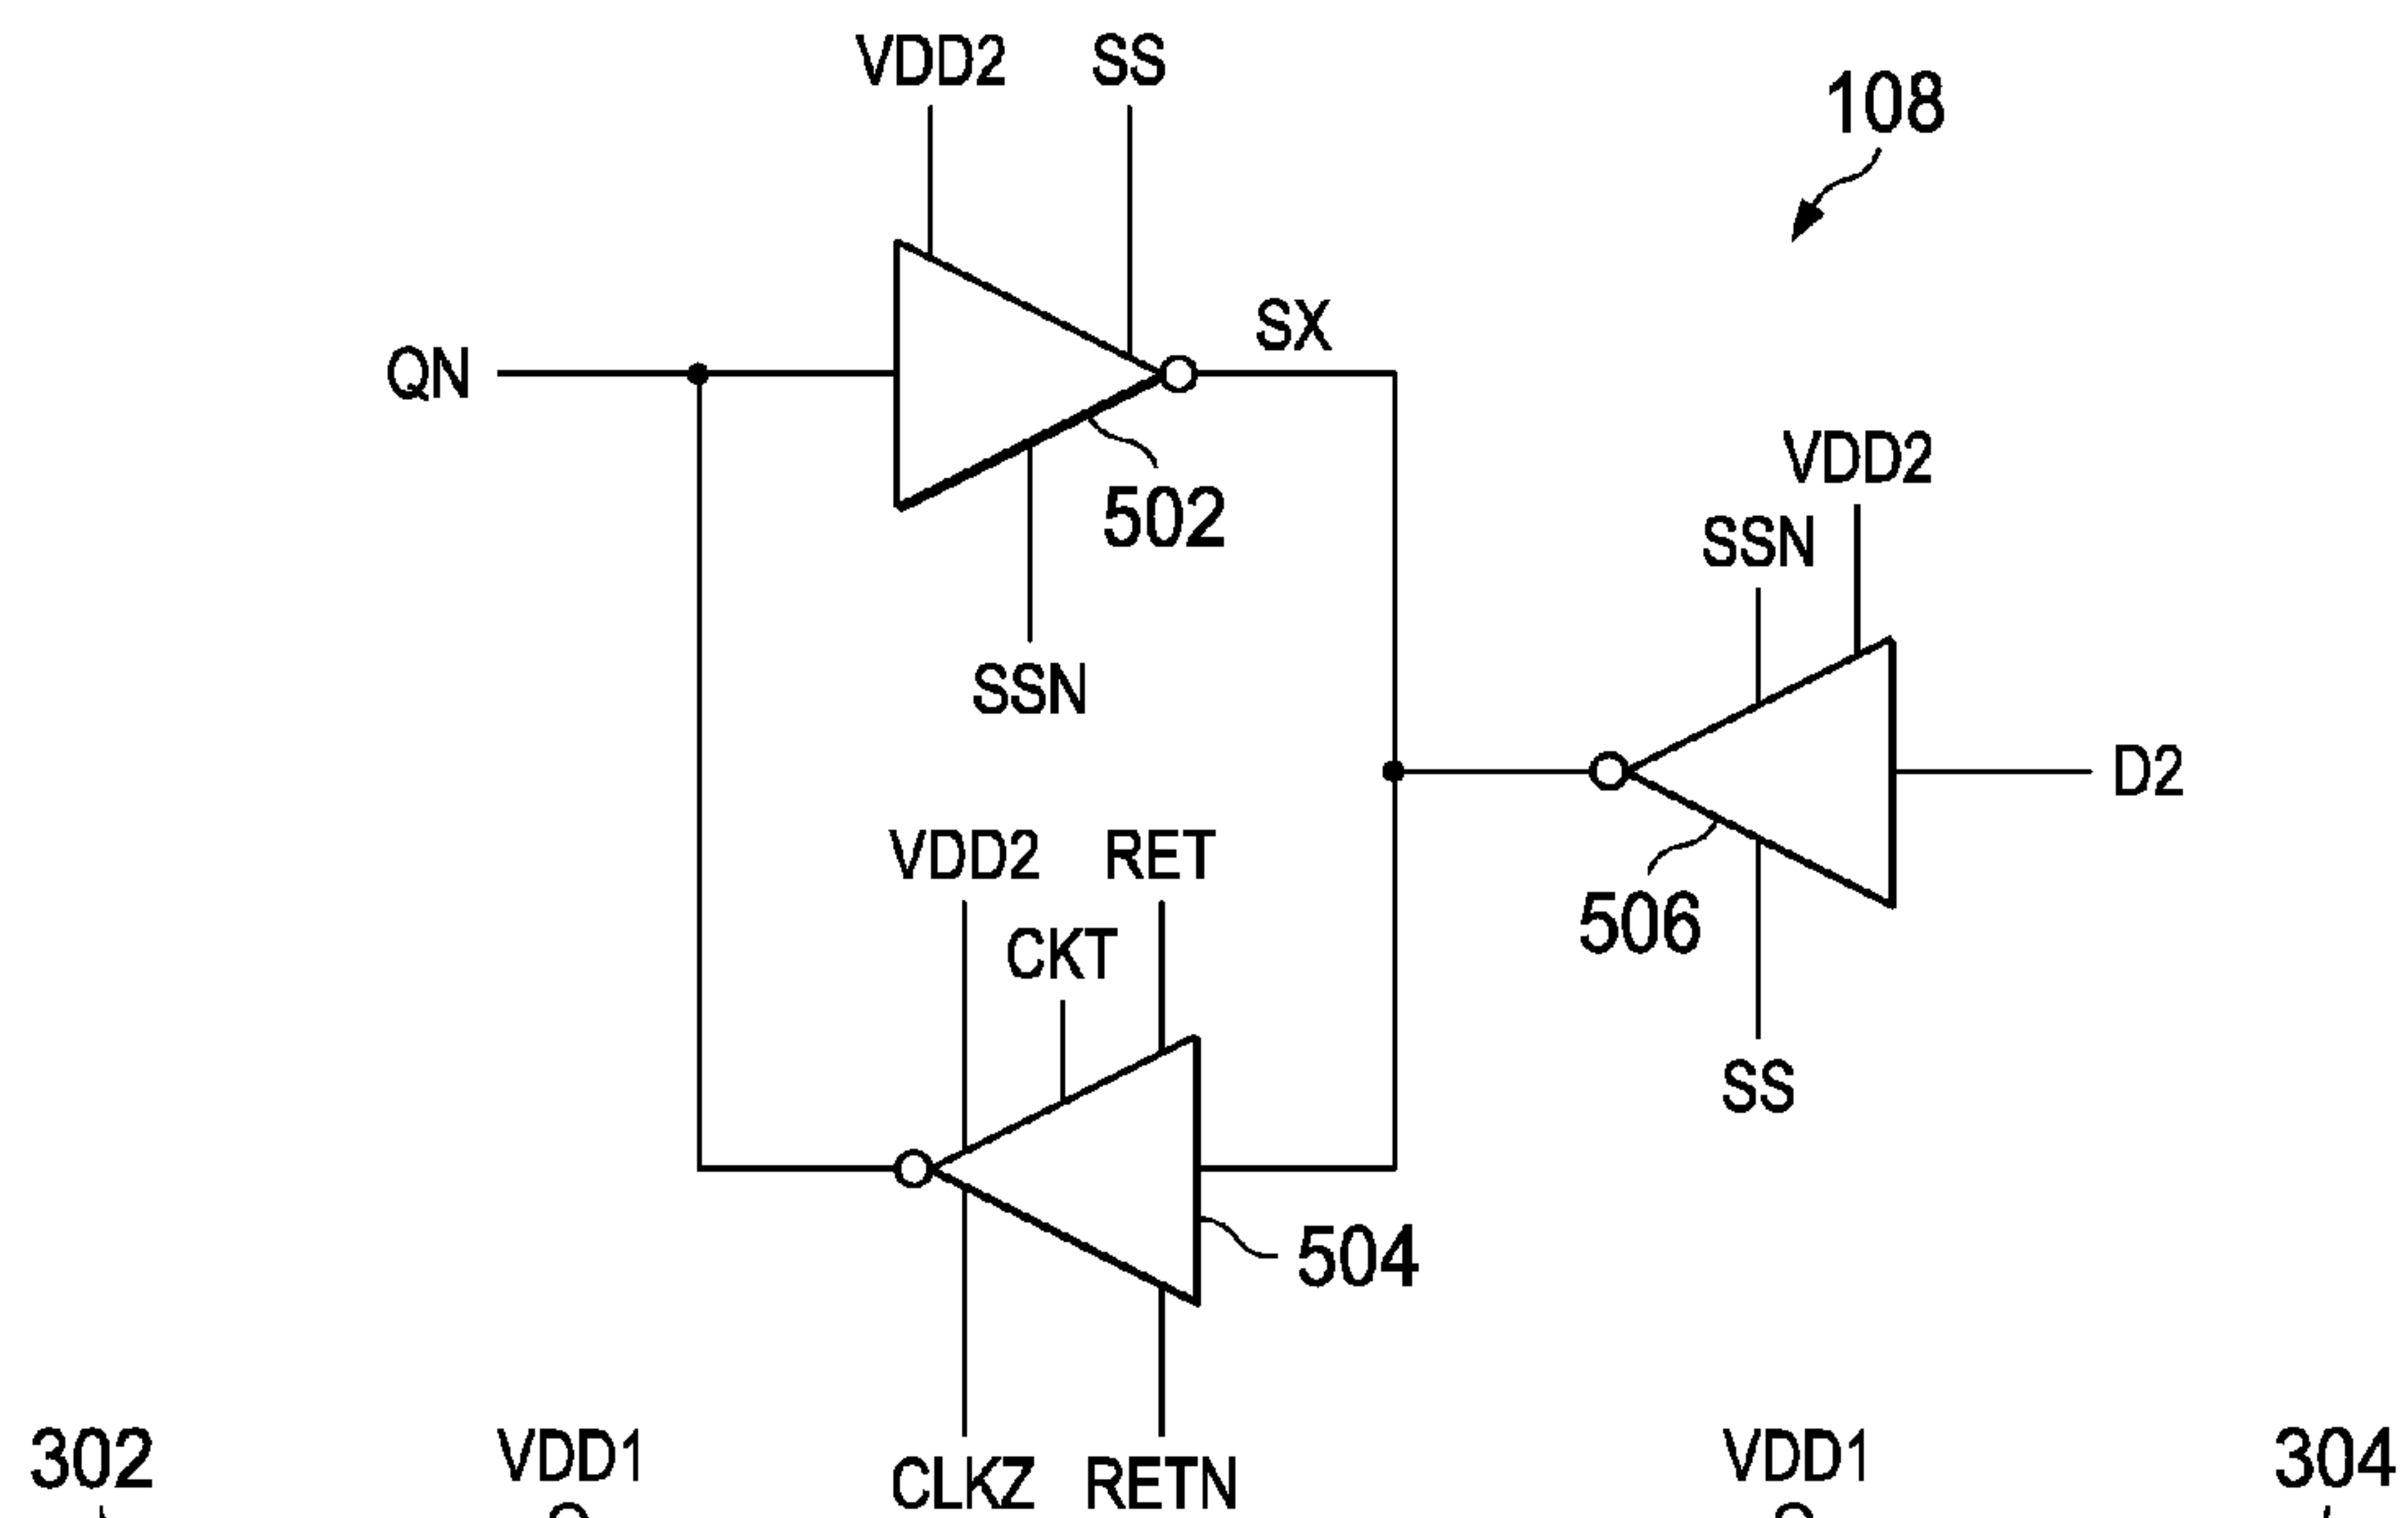 VDD2 SS
108
QN
SX
502
SSN
VDD2
SSN
D2
506
SS
VDD2 RET
CKT
504
CLKZ RETN
302 VDD1 VDD1 304